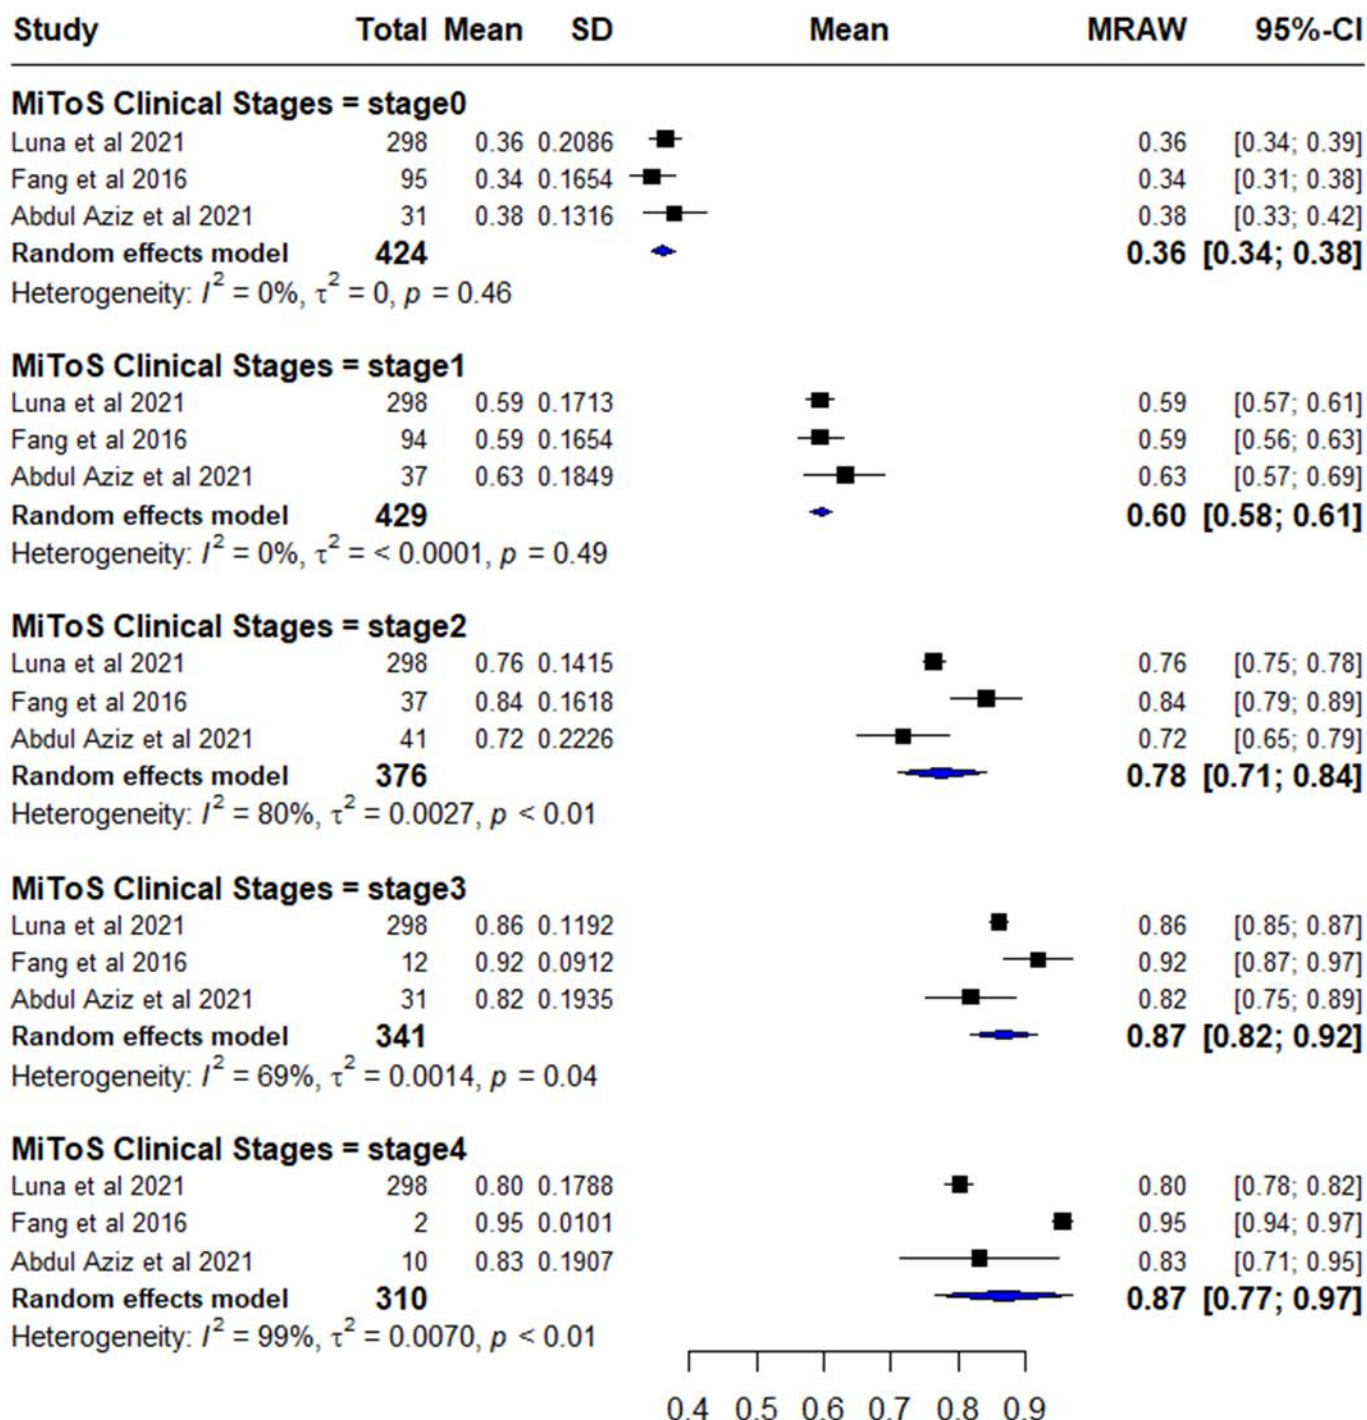 Study Total Mean SD Mean MRAW 95%-CI
MiToS Clinical Stages = stage0
Luna et al 2021 298 0.36 0.2086 0.36 [0.34; 0.39]
Fang et al 2016 95 0.34 0.1654 0.34 [0.31; 0.38]
Abdul Aziz et al 2021 31 0.38 0.1316 0.38 [0.33; 0.42]
Random effects model 424 0.36 [0.34; 0.38]
Heterogeneity: I² = 0%, τ² = 0, p = 0.46
MiToS Clinical Stages = stage1
Luna et al 2021 298 0.59 0.1713 0.59 [0.57; 0.61]
Fang et al 2016 94 0.59 0.1654 0.59 [0.56; 0.63]
Abdul Aziz et al 2021 37 0.63 0.1849 0.63 [0.57; 0.69]
Random effects model 429 0.60 [0.58; 0.61]
Heterogeneity: I² = 0%, τ² = < 0.0001, p = 0.49
MiToS Clinical Stages = stage2
Luna et al 2021 298 0.76 0.1415 0.76 [0.75; 0.78]
Fang et al 2016 37 0.84 0.1618 0.84 [0.79; 0.89]
Abdul Aziz et al 2021 41 0.72 0.2226 0.72 [0.65; 0.79]
Random effects model 376 0.78 [0.71; 0.84]
Heterogeneity: I² = 80%, τ² = 0.0027, p < 0.01
MiToS Clinical Stages = stage3
Luna et al 2021 298 0.86 0.1192 0.86 [0.85; 0.87]
Fang et al 2016 12 0.92 0.0912 0.92 [0.87; 0.97]
Abdul Aziz et al 2021 31 0.82 0.1935 0.82 [0.75; 0.89]
Random effects model 341 0.87 [0.82; 0.92]
Heterogeneity: I² = 69%, τ² = 0.0014, p = 0.04
MiToS Clinical Stages = stage4
Luna et al 2021 298 0.80 0.1788 0.80 [0.78; 0.82]
Fang et al 2016 2 0.95 0.0101 0.95 [0.94; 0.97]
Abdul Aziz et al 2021 10 0.83 0.1907 0.83 [0.71; 0.95]
Random effects model 310 0.87 [0.77; 0.97]
Heterogeneity: I² = 99%, τ² = 0.0070, p < 0.01
0.4 0.5 0.6 0.7 0.8 0.9